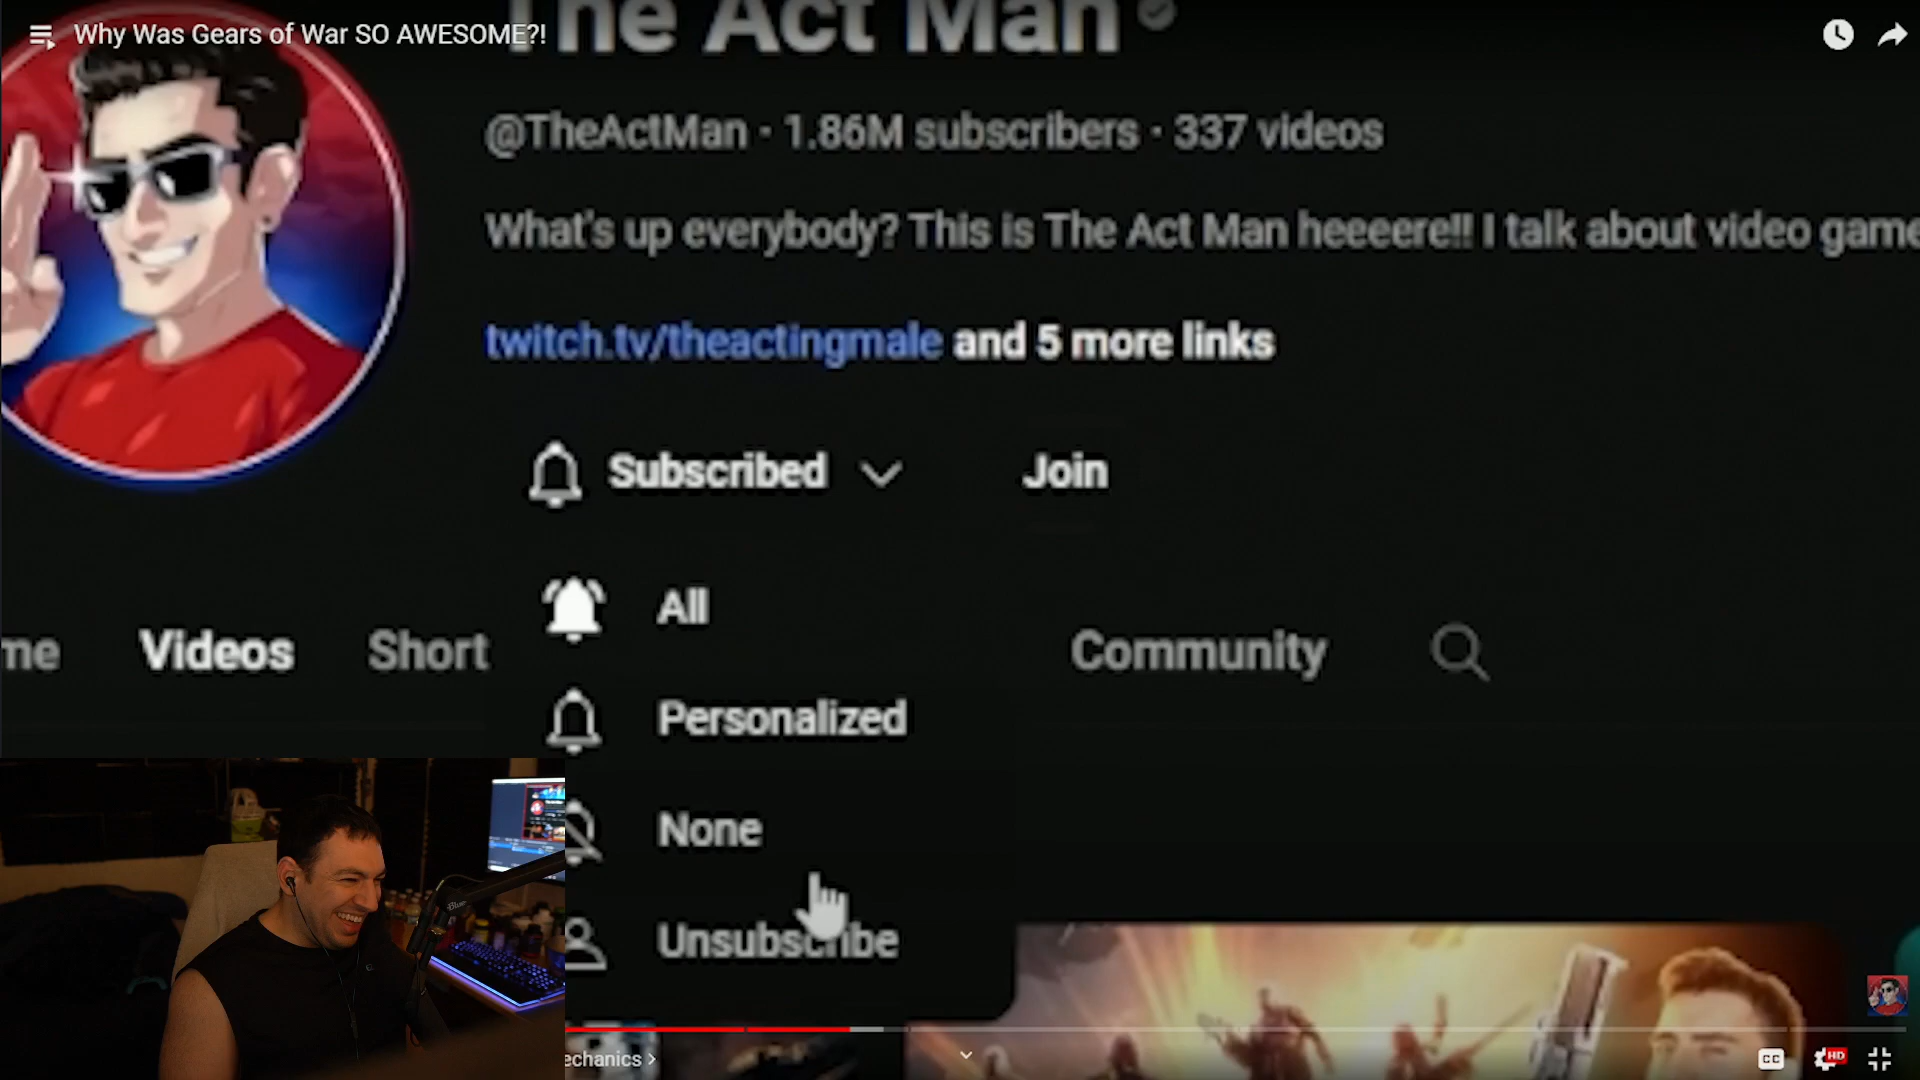 Why Was Gears of War SO AWESOME?!
The Act Man
@TheActMan · 1.86M subscribers · 337 videos
What's up everybody? This is The Act Man heeeere!! I talk about video game
twitch.tv/theactingmale and 5 more links
Subscribed Join
All
me Videos Short Community
Personalized
None
Unsubscribe
echanics >
CC HD